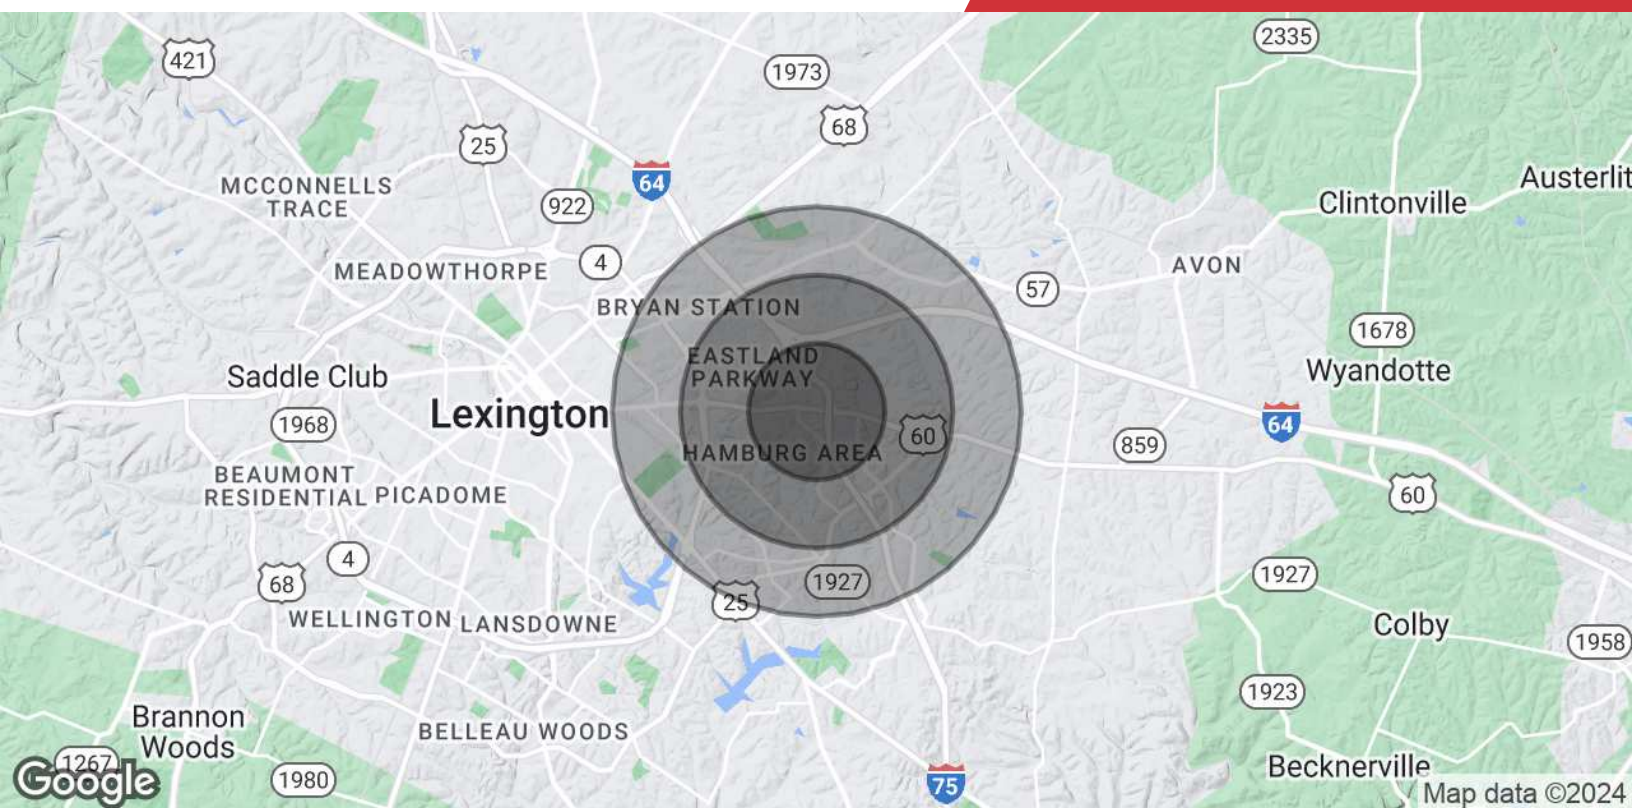 2335
421
1973
68
25
64
MCCONNELLS
TRACE
922
Austerlit
Clintonville
4
MEADOWTHORPE
AVON
57
BRYAN STATION
1678
EASTLAND
PARKWAY
Saddle Club
Wyandotte
Lexington
1968
60
64
859
HAMBURG AREA
BEAUMONT
RESIDENTIAL
PICADOME
60
4
68
1927
1927
25
WELLINGTON
LANSDOWNE
Colby
1958
1923
Brannon
Woods
BELLEAU WOODS
1267
Google
1980
75
Becknerville
Map data ©2024